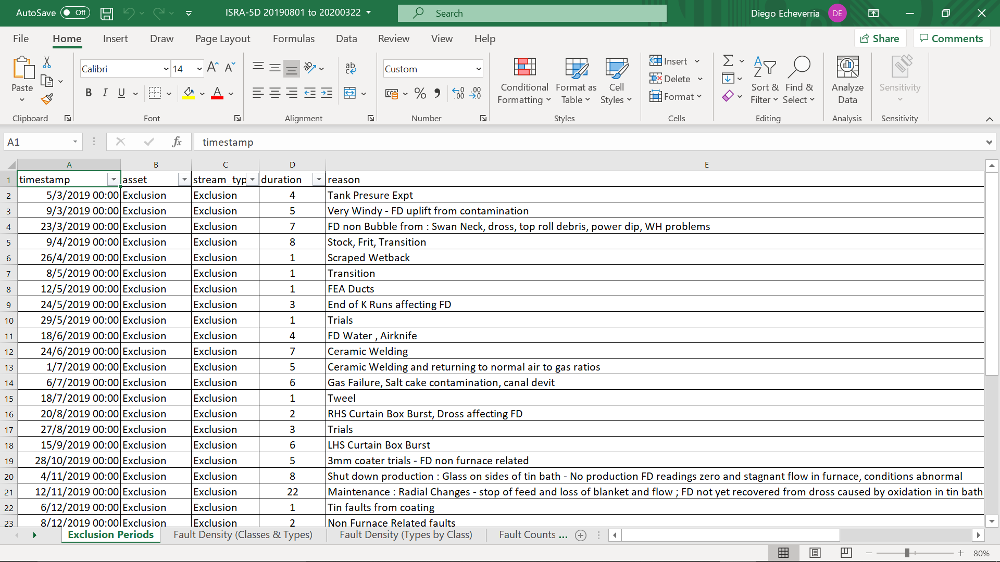 AutoSave Off ISRA-5D 20190801 to 20200322 Search Diego Echeverria DE
File Home Insert Draw Page Layout Formulas Data Review View Help Share Comments
Paste
Calibri 14
B I U A
ab c
Custom
% .00 .00
Conditional Formatting
Format as Table
Cell Styles
Insert
Delete
Format
Sort & Filter
Find & Select
Analyze Data
Sensitivity
Clipboard Font Alignment Number Styles Cells Editing Analysis Sensitivity
A1 fx timestamp
A B C D E
1 timestamp asset stream_typ duration reason
2 5/3/2019 00:00 Exclusion Exclusion 4 Tank Presure Expt
3 9/3/2019 00:00 Exclusion Exclusion 5 Very Windy - FD uplift from contamination
4 23/3/2019 00:00 Exclusion Exclusion 7 FD non Bubble from : Swan Neck, dross, top roll debris, power dip, WH problems
5 9/4/2019 00:00 Exclusion Exclusion 8 Stock, Frit, Transition
6 26/4/2019 00:00 Exclusion Exclusion 1 Scraped Wetback
7 8/5/2019 00:00 Exclusion Exclusion 1 Transition
8 12/5/2019 00:00 Exclusion Exclusion 1 FEA Ducts
9 24/5/2019 00:00 Exclusion Exclusion 3 End of K Runs affecting FD
10 29/5/2019 00:00 Exclusion Exclusion 1 Trials
11 18/6/2019 00:00 Exclusion Exclusion 4 FD Water , Airknife
12 24/6/2019 00:00 Exclusion Exclusion 7 Ceramic Welding
13 1/7/2019 00:00 Exclusion Exclusion 5 Ceramic Welding and returning to normal air to gas ratios
14 6/7/2019 00:00 Exclusion Exclusion 6 Gas Failure, Salt cake contamination, canal devit
15 18/7/2019 00:00 Exclusion Exclusion 1 Tweel
16 20/8/2019 00:00 Exclusion Exclusion 2 RHS Curtain Box Burst, Dross affecting FD
17 27/8/2019 00:00 Exclusion Exclusion 3 Trials
18 15/9/2019 00:00 Exclusion Exclusion 6 LHS Curtain Box Burst
19 28/10/2019 00:00 Exclusion Exclusion 5 3mm coater trials - FD non furnace related
20 4/11/2019 00:00 Exclusion Exclusion 8 Shut down production : Glass on sides of tin bath - No production FD readings zero and stagnant flow in furnace, conditions abnormal
21 12/11/2019 00:00 Exclusion Exclusion 22 Maintenance : Radial Changes - stop of feed and loss of blanket and flow ; FD not yet recovered from dross caused by oxidation in tin bath
22 6/12/2019 00:00 Exclusion Exclusion 1 Tin faults from coating
23 8/12/2019 00:00 Exclusion Exclusion 2 Non Furnace Related faults
Exclusion Periods Fault Density (Classes & Types) Fault Density (Types by Class) Fault Counts ...
80%